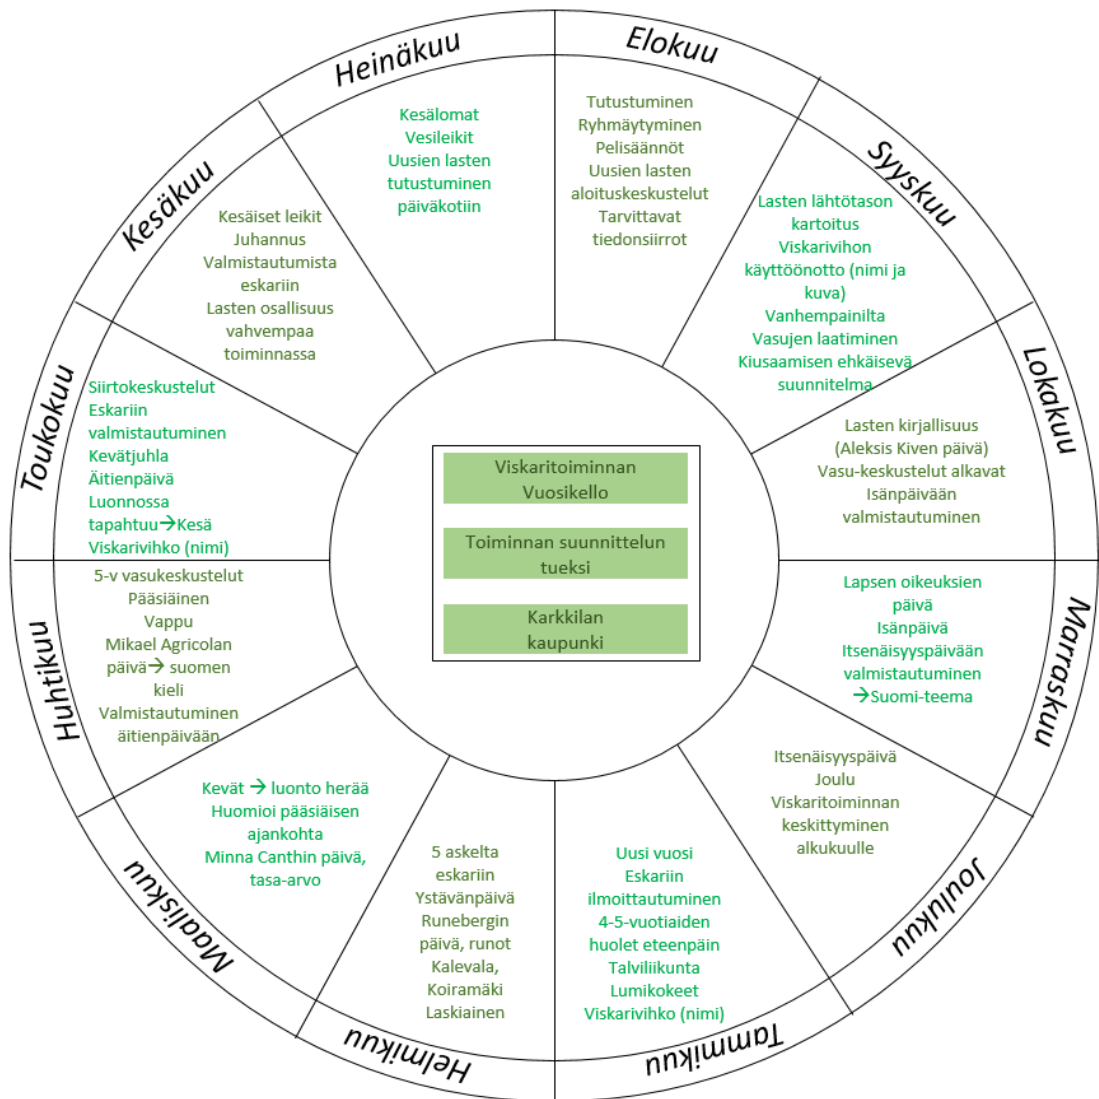 Elokuu
Tutustuminen
Ryhmäytyminen
Pelisäännöt
Uusien lasten
aloituskeskustelut
Tarvittavat
tiedonsiirrot
Syyskuu
Lasten lähtötason
kartoitus
Viskarivihon
käyttöönotto (nimi ja
kuva)
Vanhempainilta
Vasujen laatiminen
Kiusaamisen ehkäisevä
suunnitelma
Lokakuu
Lasten kirjallisuus
(Aleksis Kiven päivä)
Vasu-keskustelut alkavat
Isänpäivään
valmistautuminen
Marraskuu
Lapsen oikeuksien
päivä
Isänpäivä
Itsenäisyyspäivään
valmistautuminen
→Suomi-teema
Joulukuu
Itsenäisyyspäivä
Joulu
Viskaritoiminnan
keskittyminen
alkukuulle
Tammikuu
Uusi vuosi
Eskariin
ilmoittautuminen
4-5-vuotiaiden
huolet eteenpäin
Talviliikunta
Lumikokeet
Viskarivihko (nimi)
Helmikuu
5 askelta
eskariin
Ystävänpäivä
Runebergin
päivä, runot
Kalevala,
Koiramäki
Laskiainen
Maaliskuu
Kevät → luonto herää
Huomioi pääsiäisen
ajankohta
Minna Canthin päivä,
tasa-arvo
Huhtikuu
5-v vasukeskustelut
Pääsiäinen
Vappu
Mikael Agricolan
päivä→ suomen
kieli
Valmistautuminen
äitienpäivään
Toukokuu
Siirtokeskustelut
Eskariin
valmistautuminen
Kevätjuhla
Äitienpäivä
Luonnossa
tapahtuu→Kesä
Viskarivihko (nimi)
Kesäkuu
Kesäiset leikit
Juhannus
Valmistautumista
eskariin
Lasten osallisuus
vahvempaa
toiminnassa
Heinäkuu
Kesälomat
Vesileikit
Uusien lasten
tutustuminen
päiväkotiin
Viskaritoiminnan
Vuosikello
Toiminnan suunnittelun
tueksi
Karkkilan
kaupunki